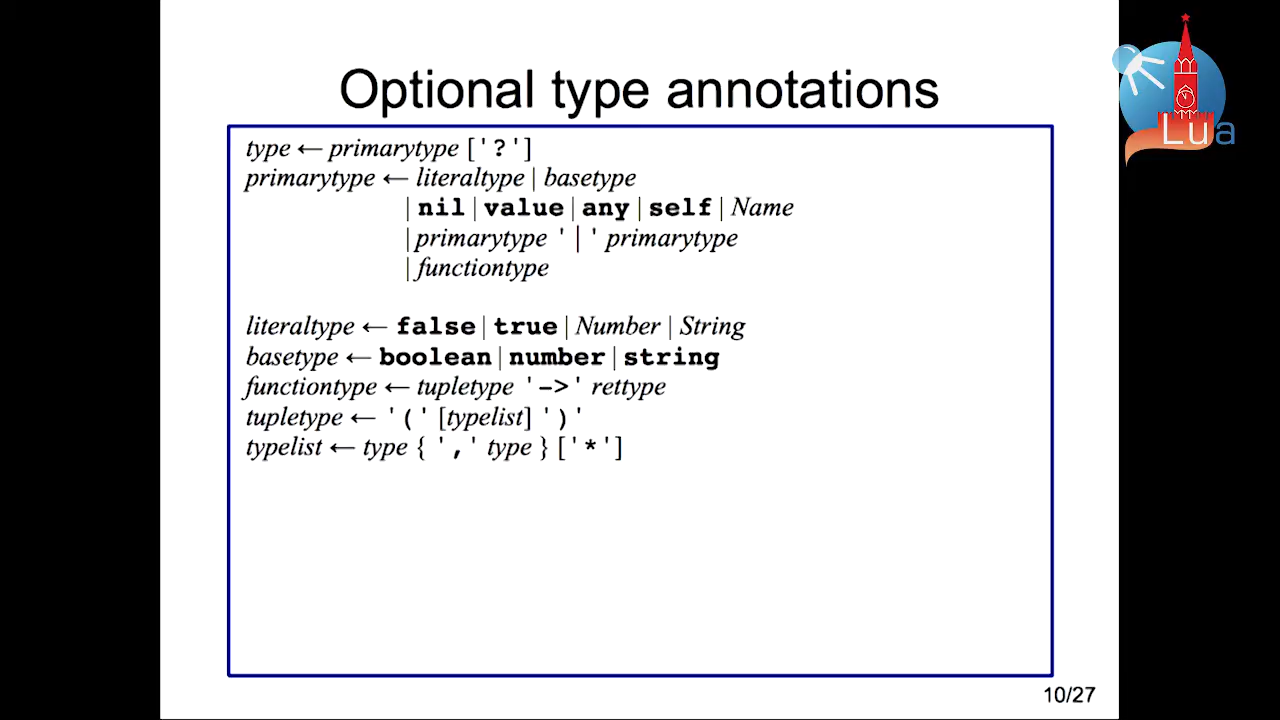 Optional type annotations
type ← primarytype ['?']
primarytype ← literaltype | basetype
| nil | value | any | self | Name
| primarytype '|' primarytype
| functiontype
literaltype ← false | true | Number | String
basetype ← boolean | number | string
functiontype ← tupletype '->' rettype
tupletype ← '(' [typelist] ')'
typelist ← type { ',' type } ['*']
10/27
Lua